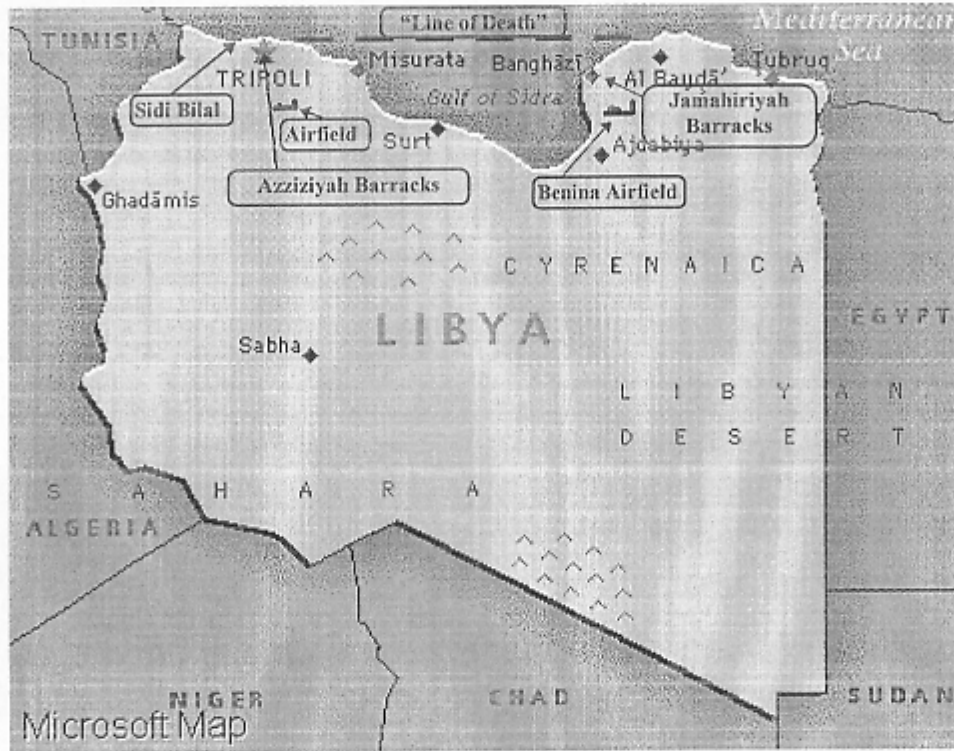 “Line of Death”
Mediterranean
Sea
TUNISIA
TRIPOLI
Misurata
Banghāzī
Al Bayḍā’
Ṭubruq
Sidi Bilal
Gulf of Sidra
Jamahiriyah
Barracks
Airfield
Surt
Ajdabiya
Azziziyah Barracks
Benina Airfield
Ghadāmis
CYRENAICA
LIBYA
EGYPT
Sabha
LIBYAN
DESERT
SAHARA
ALGERIA
NIGER
CHAD
SUDAN
Microsoft Map